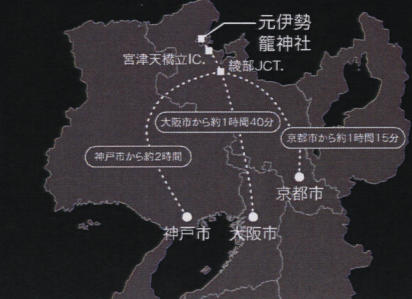 元伊勢
籠神社
宮津天橋立IC.
綾部JCT.
大阪市から約1時間40分
京都市から約1時間15分
神戸市から約2時間
京都市
神戸市
大阪市